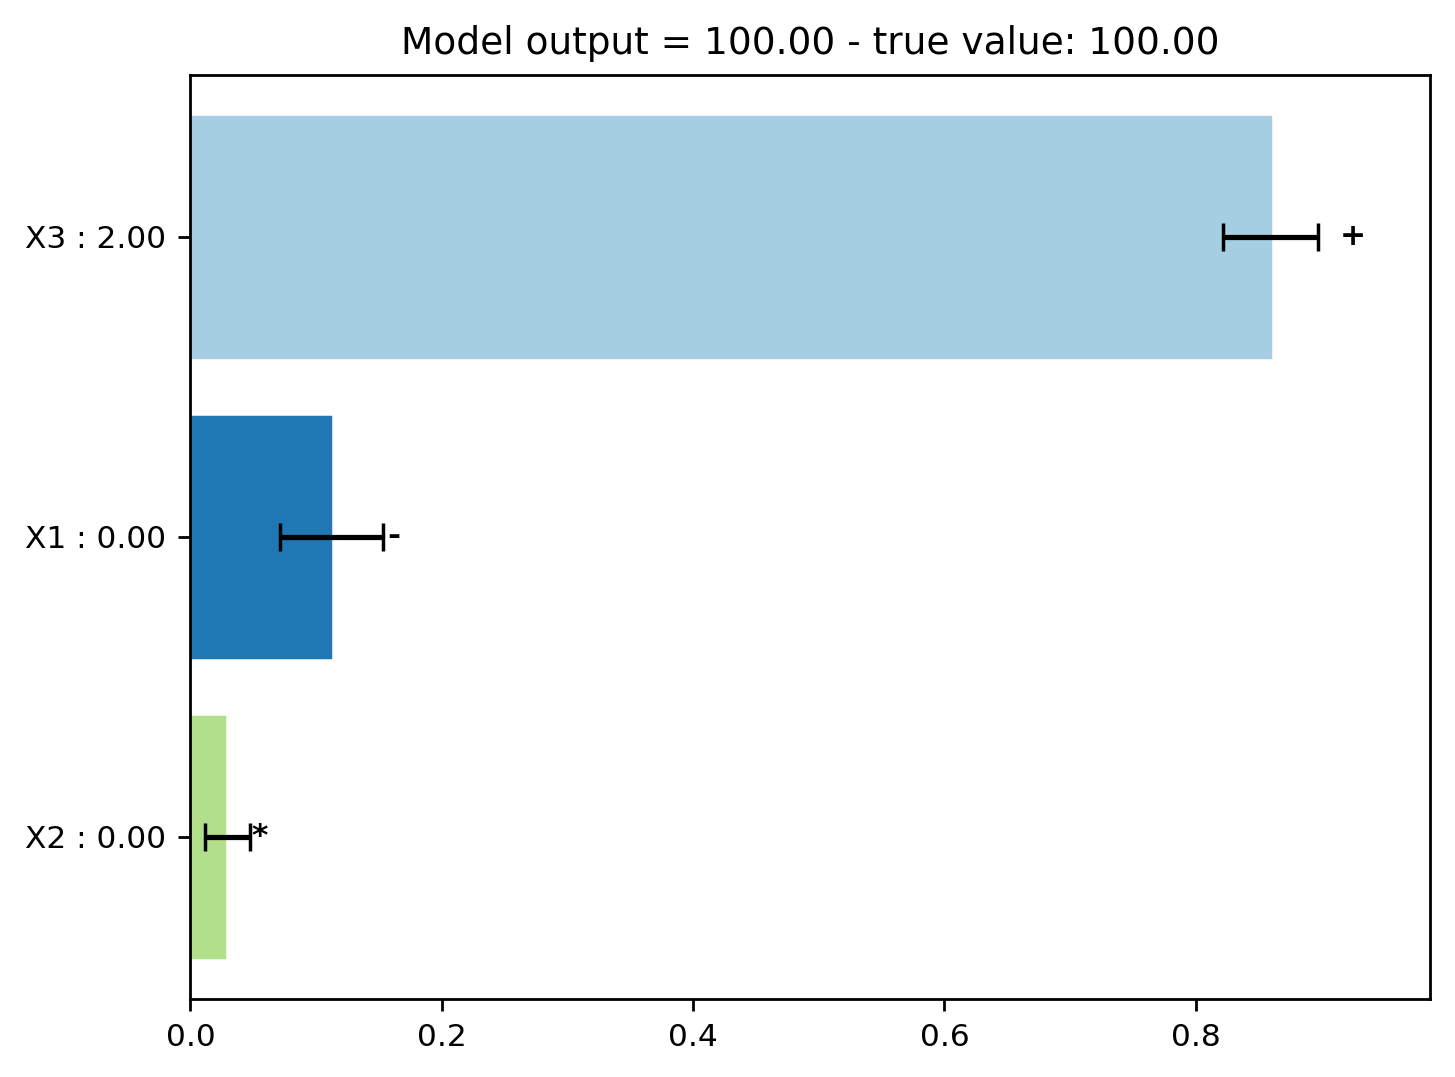 Model output = 100.00 - true value: 100.00
X3 : 2.00
+
X1 : 0.00
-
X2 : 0.00
*
0.0 0.2 0.4 0.6 0.8